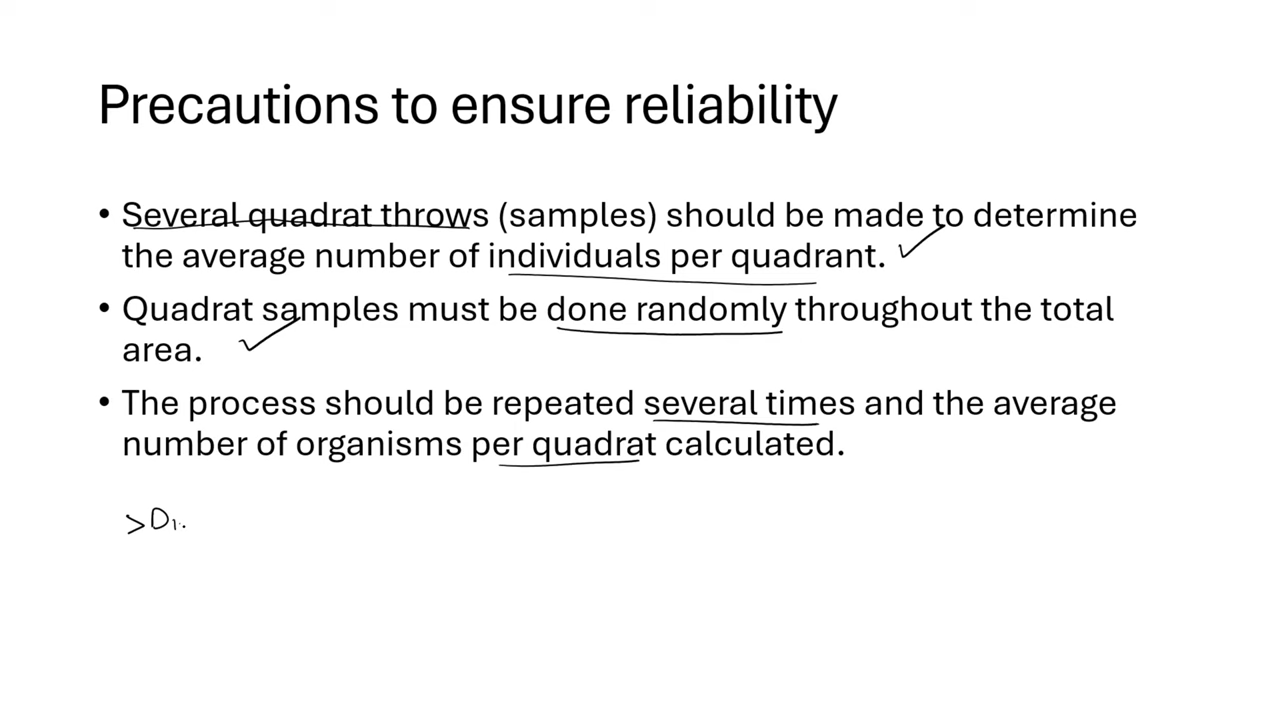 Precautions to ensure reliability
• Several quadrat throws (samples) should be made to determine
the average number of individuals per quadrant.
• Quadrat samples must be done randomly throughout the total
area.
• The process should be repeated several times and the average
number of organisms per quadrat calculated.